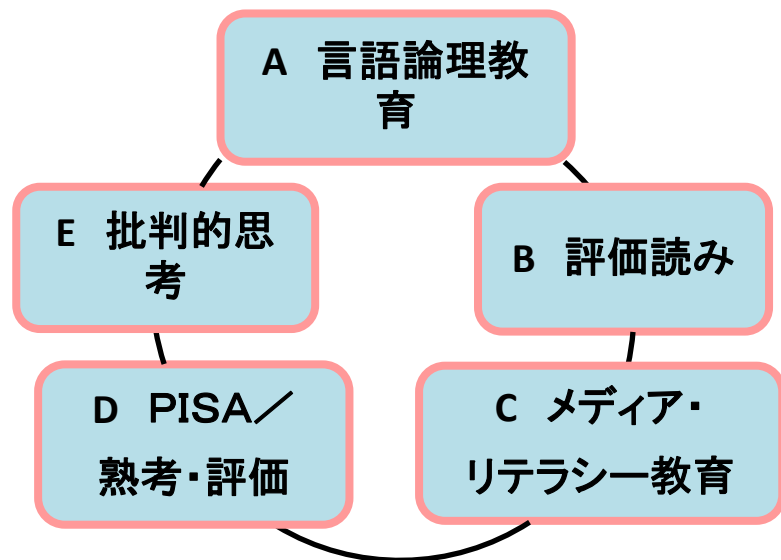 A 言語論理教
育
B 評価読み
C メディア・
リテラシー教育
D PISA／
熟考・評価
E 批判的思
考